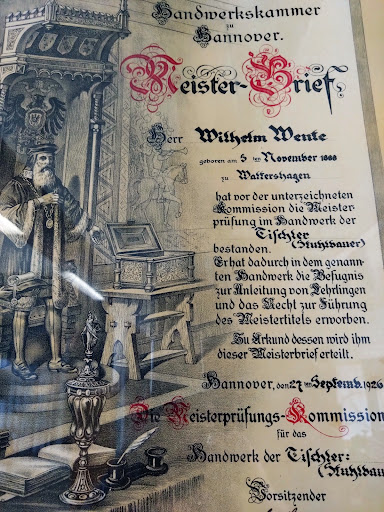 Handwerkskammer
zu
Hannover.
Meister-Brief
Herr Wilhelm Wente
geboren am 5 ten November 1888
zu Waltershagen
hat vor der unterzeichneten
Kommission die Meister-
prüfung im Handwerk der
Tischler
(Stuhlbauer)
bestanden.
Er hat dadurch in dem genann-
ten Handwerk die Befugnis
zur Anleitung von Lehrlingen
und das Recht zur Führung
des Meistertitels erworben.
Zu Urkund dessen wird ihm
dieser Meisterbrief erteilt.
Hannover, den 27 ten Septemb. 1926
Die Meisterprüfungs-Kommission
für das
Handwerk der Tischler:
(Stuhlbau
Vorsitzender